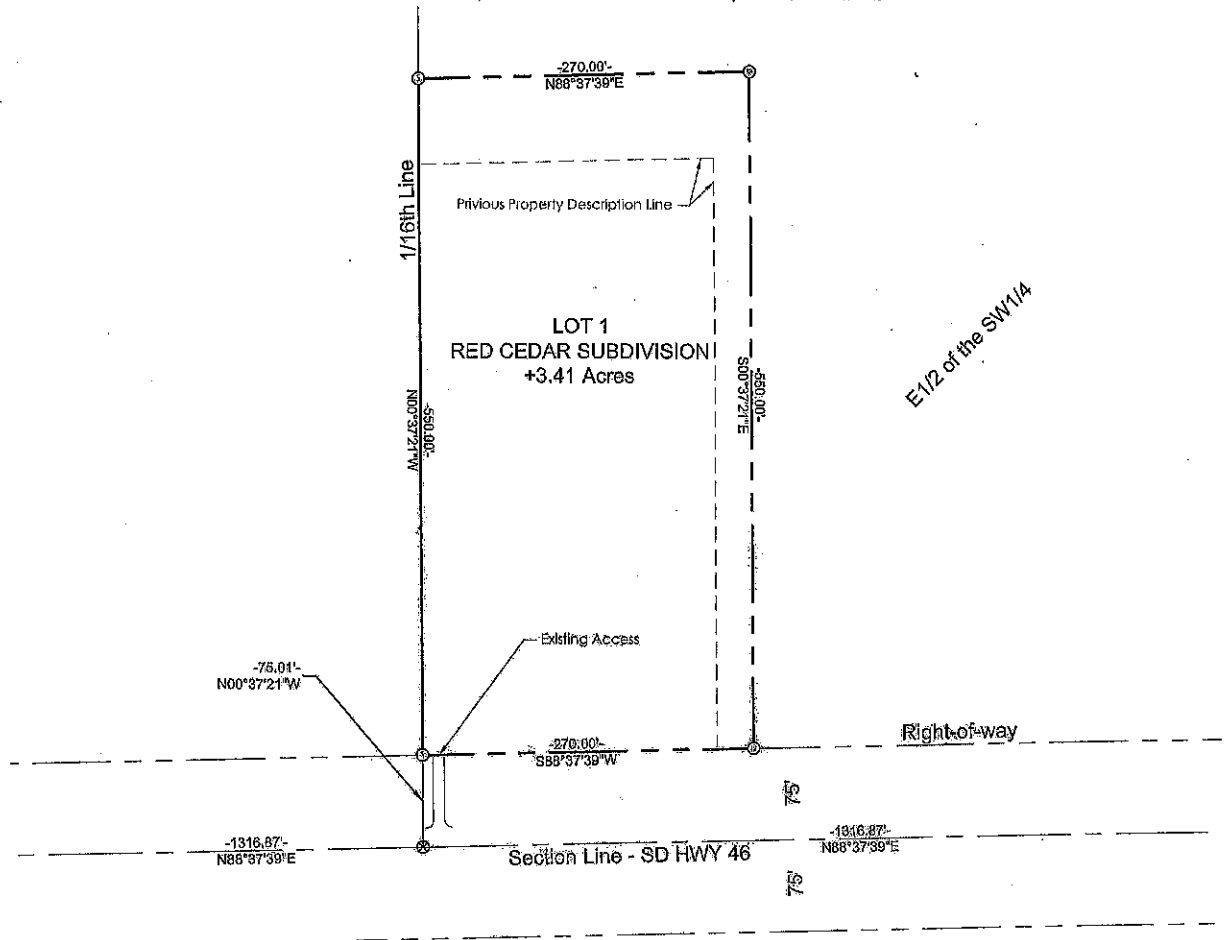 -270.00'-
N88°37'39"E
1/16th Line
Privious Property Description Line
LOT 1
RED CEDAR SUBDIVISION
+3.41 Acres
E1/2 of the SW1/4
-550.00'-
N00°37'21"W
-550.00'-
S00°37'21"E
Existing Access
-75.01'-
N00°37'21"W
-270.00'-
S88°37'39"W
Right-of-way
75'
-1316.87'-
N88°37'39"E
Section Line - SD HWY 46
-1316.87'-
N88°37'39"E
75'